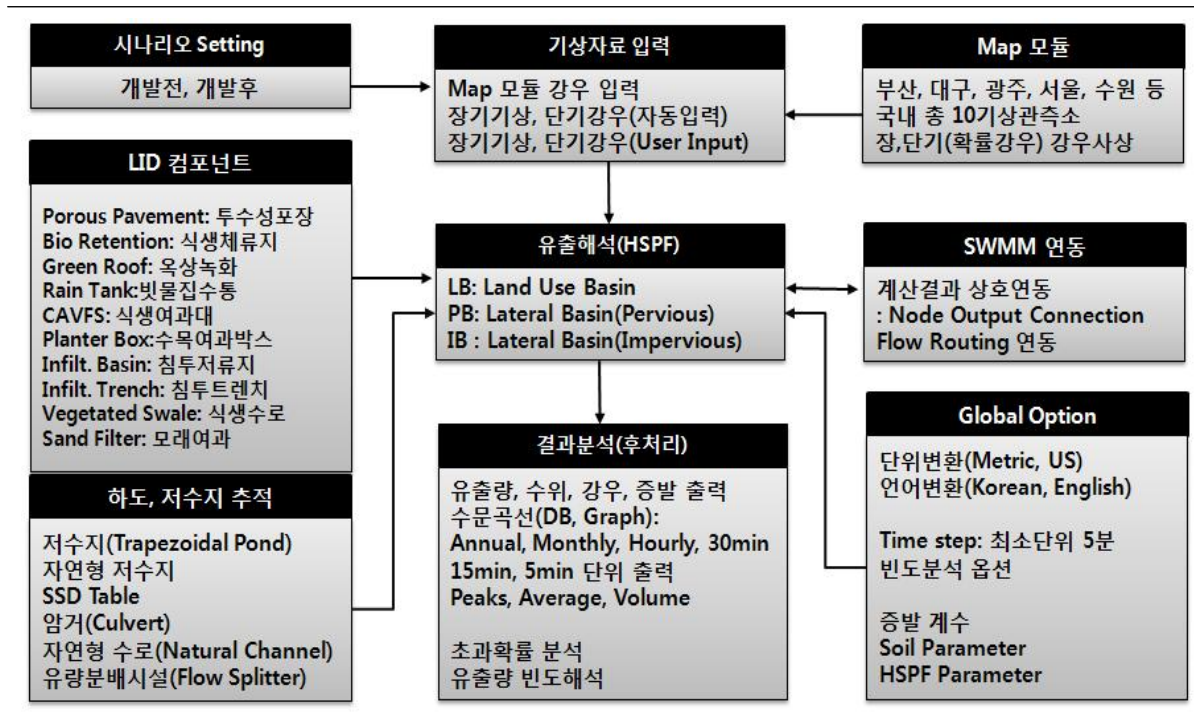 시나리오 Setting
개발전, 개발후
기상자료 입력
Map 모듈 강우 입력
장기기상, 단기강우(자동입력)
장기기상, 단기강우(User Input)
Map 모듈
부산, 대구, 광주, 서울, 수원 등
국내 총 10기상관측소
장,단기(확률강우) 강우사상
LID 컴포넌트
Porous Pavement: 투수성포장
Bio Retention: 식생체류지
Green Roof: 옥상녹화
Rain Tank:빗물집수통
CAVFS: 식생여과대
Planter Box:수목여과박스
Infilt. Basin: 침투저류지
Infilt. Trench: 침투트렌치
Vegetated Swale: 식생수로
Sand Filter: 모래여과
유출해석(HSPF)
LB: Land Use Basin
PB: Lateral Basin(Pervious)
IB : Lateral Basin(Impervious)
SWMM 연동
계산결과 상호연동
: Node Output Connection
Flow Routing 연동
하도, 저수지 추적
저수지(Trapezoidal Pond)
자연형 저수지
SSD Table
암거(Culvert)
자연형 수로(Natural Channel)
유량분배시설(Flow Splitter)
결과분석(후처리)
유출량, 수위, 강우, 증발 출력
수문곡선(DB, Graph):
Annual, Monthly, Hourly, 30min
15min, 5min 단위 출력
Peaks, Average, Volume
초과확률 분석
유출량 빈도해석
Global Option
단위변환(Metric, US)
언어변환(Korean, English)
Time step: 최소단위 5분
빈도분석 옵션
증발 계수
Soil Parameter
HSPF Parameter